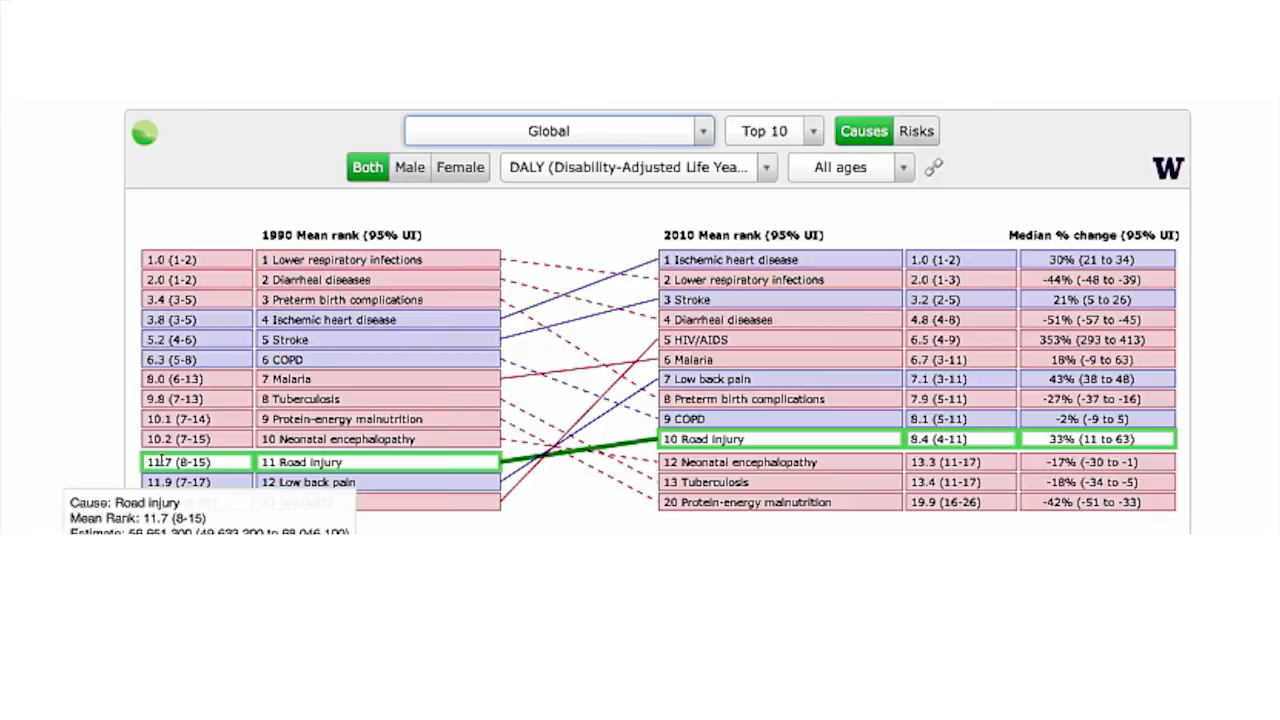 Global Top 10 Causes Risks
Both Male Female DALY (Disability-Adjusted Life Yea... All ages
W
1990 Mean rank (95% UI) 2010 Mean rank (95% UI) Median % change (95% UI)
1.0 (1-2) 1 Lower respiratory infections 1 Ischemic heart disease 1.0 (1-2) 30% (21 to 34)
2.0 (1-2) 2 Diarrheal diseases 2 Lower respiratory infections 2.0 (1-3) -44% (-48 to -39)
3.4 (3-5) 3 Preterm birth complications 3 Stroke 3.2 (2-5) 21% (5 to 26)
3.8 (3-5) 4 Ischemic heart disease 4 Diarrheal diseases 4.8 (4-8) -51% (-57 to -45)
5.2 (4-6) 5 Stroke 5 HIV/AIDS 6.5 (4-9) 353% (293 to 413)
6.3 (5-8) 6 COPD 6 Malaria 6.7 (3-11) 18% (-9 to 63)
8.0 (6-13) 7 Malaria 7 Low back pain 7.1 (3-11) 43% (38 to 48)
9.8 (7-13) 8 Tuberculosis 8 Preterm birth complications 7.9 (5-11) -27% (-37 to -16)
10.1 (7-14) 9 Protein-energy malnutrition 9 COPD 8.1 (5-11) -2% (-9 to 5)
10.2 (7-15) 10 Neonatal encephalopathy 10 Road injury 8.4 (4-11) 33% (11 to 63)
11.7 (8-15) 11 Road injury 12 Neonatal encephalopathy 13.3 (11-17) -17% (-30 to -1)
11.9 (7-17) 12 Low back pain 13 Tuberculosis 13.4 (11-17) -18% (-34 to -5)
20 Protein-energy malnutrition 19.9 (16-26) -42% (-51 to -33)
Cause: Road injury
Mean Rank: 11.7 (8-15)
Estimate: 56,651,300 (49,633,200 to 68,046,100)